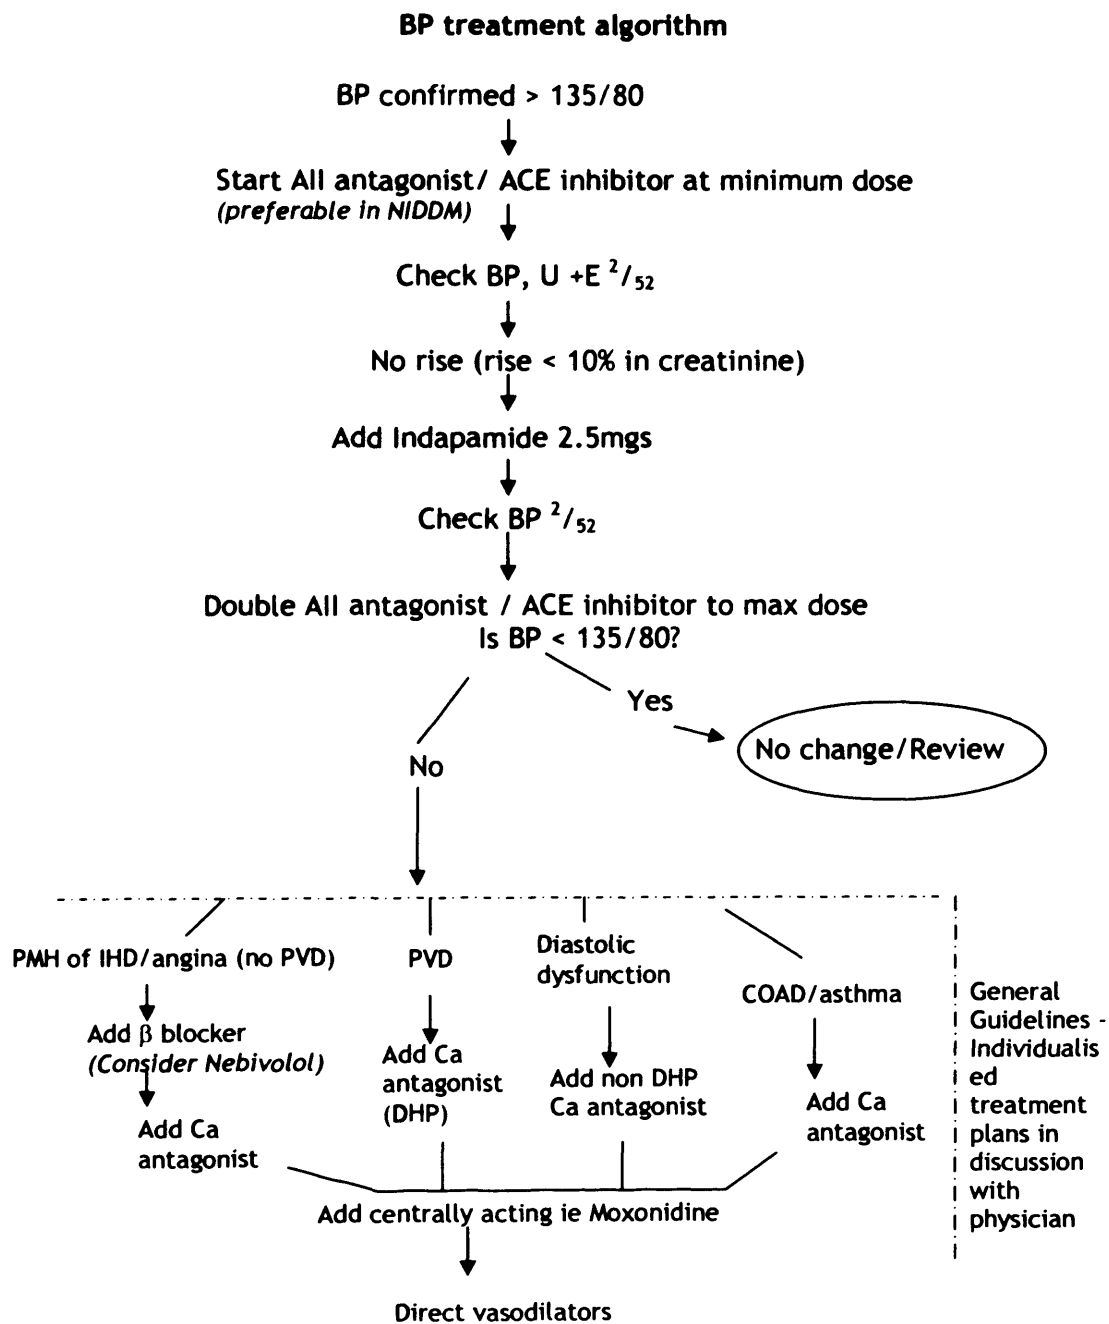 BP treatment algorithm
BP confirmed > 135/80
Start AII antagonist/ ACE inhibitor at minimum dose
(preferable in NIDDM)
Check BP, U +E 2/52
No rise (rise < 10% in creatinine)
Add Indapamide 2.5mgs
Check BP 2/52
Double AII antagonist / ACE inhibitor to max dose
Is BP < 135/80?
Yes
No change/Review
No
PMH of IHD/angina (no PVD)
Add β blocker
(Consider Nebivolol)
Add Ca
antagonist
PVD
Add Ca
antagonist
(DHP)
Diastolic
dysfunction
Add non DHP
Ca antagonist
COAD/asthma
Add Ca
antagonist
General
Guidelines -
Individualis
ed
treatment
plans in
discussion
with
physician
Add centrally acting ie Moxonidine
Direct vasodilators